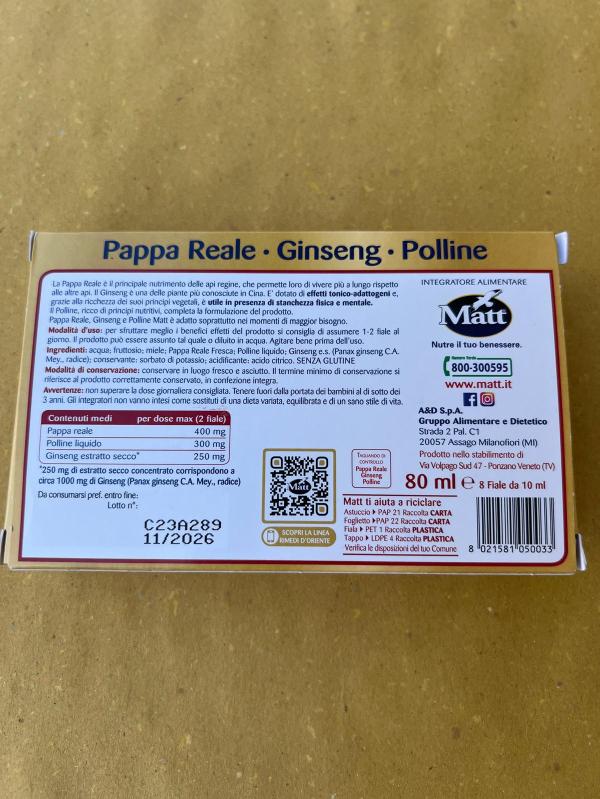 Pappa Reale • Ginseng • Polline
La Pappa Reale è il principale nutrimento delle api regine, che permette loro di vivere più a lungo rispetto
alle altre api. Il Ginseng è una delle piante più conosciute in Cina. E' dotato di effetti tonico-adattogeni e,
grazie alla ricchezza dei suoi principi vegetali, è utile in presenza di stanchezza fisica e mentale.
Il Polline, ricco di principi nutritivi, completa la formulazione del prodotto.
Pappa Reale, Ginseng e Polline Matt è adatto soprattutto nei momenti di maggior bisogno.
Modalità d'uso: per sfruttare meglio i benefici effetti del prodotto si consiglia di assumere 1-2 fiale al
giorno. Il prodotto può essere assunto tal quale o diluito in acqua. Agitare bene prima dell'uso.
Ingredienti: acqua; fruttosio; miele; Pappa Reale Fresca; Polline liquido; Ginseng e.s. (Panax ginseng C.A.
Mey., radice); conservante: sorbato di potassio; acidificante: acido citrico. SENZA GLUTINE
Modalità di conservazione: conservare in luogo fresco e asciutto. Il termine minimo di conservazione si
riferisce al prodotto correttamente conservato, in confezione integra.
Avvertenze: non superare la dose giornaliera consigliata. Tenere fuori dalla portata dei bambini al di sotto dei
3 anni. Gli integratori non vanno intesi come sostituti di una dieta variata, equilibrata e di un sano stile di vita.
Contenuti medi per dose max (2 fiale)
Pappa reale 400 mg
Polline liquido 300 mg
Ginseng estratto secco* 250 mg
*250 mg di estratto secco concentrato corrispondono a
circa 1000 mg di Ginseng (Panax ginseng C.A. Mey., radice)
Da consumarsi pref. entro fine:
Lotto n°:
C23A289
11/2026
Matt
SCOPRI LA LINEA
RIMEDI D'ORIENTE
INTEGRATORE ALIMENTARE
Matt
Nutre il tuo benessere.
Numero Verde
800-300595
www.matt.it
A&D S.p.A.
Gruppo Alimentare e Dietetico
Strada 2 Pal. C1
20057 Assago Milanofiori (MI)
Prodotto nello stabilimento di
Via Volpago Sud 47 - Ponzano Veneto (TV)
TAGLIANDO DI
CONTROLLO
Pappa Reale
Ginseng
Polline
80 ml e 8 Fiale da 10 ml
Matt ti aiuta a riciclare
Astuccio PAP 21 Raccolta CARTA
Foglietto PAP 22 Raccolta CARTA
Fiala PET 1 Raccolta PLASTICA
Tappo LDPE 4 Raccolta PLASTICA
Verifica le disposizioni del tuo Comune
8 021581 050033